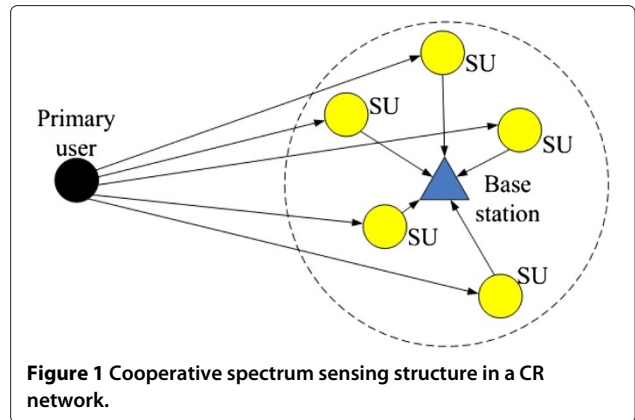 SU
SU
Primary
user
SU
Base
station
SU
SU
Figure 1 Cooperative spectrum sensing structure in a CR
network.